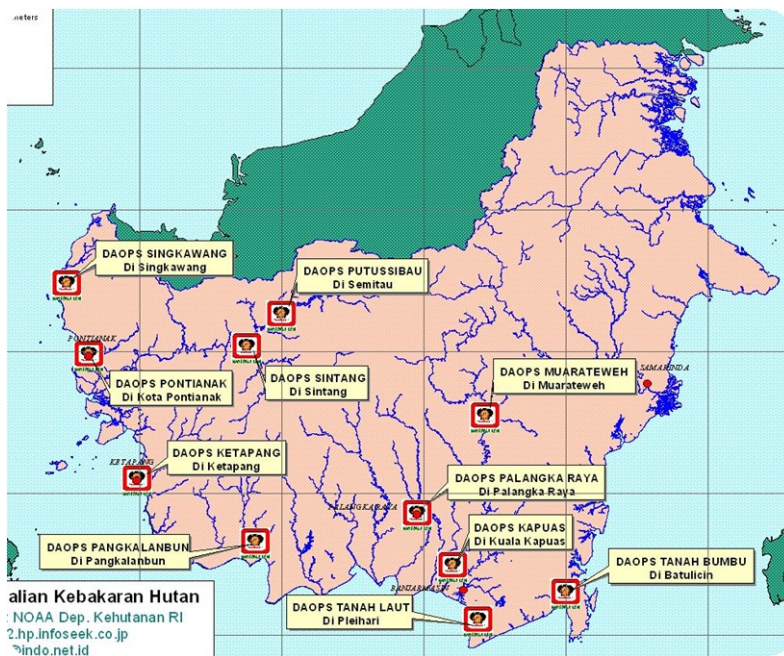 meters
DAOPS SINGKAWANG
Di Singkawang
DAOPS PUTUSSIBAU
Di Semitau
PONTIANAK
DAOPS PONTIANAK
Di Kota Pontianak
DAOPS SINTANG
Di Sintang
DAOPS MUARATEWEH
Di Muarateweh
SAMARINDA
KETAPANG
DAOPS KETAPANG
Di Ketapang
DAOPS PALANGKA RAYA
Di Palangka Raya
PALANGKARAYA
DAOPS KAPUAS
Di Kuala Kapuas
DAOPS PANGKALANBUN
Di Pangkalanbun
DAOPS TANAH BUMBU
Di Batulicin
BANJARMASIN
DAOPS TANAH LAUT
Di Pleihari
alian Kebakaran Hutan
: NOAA Dep. Kehutanan RI
2.hp.infoseek.co.jp
@indo.net.id